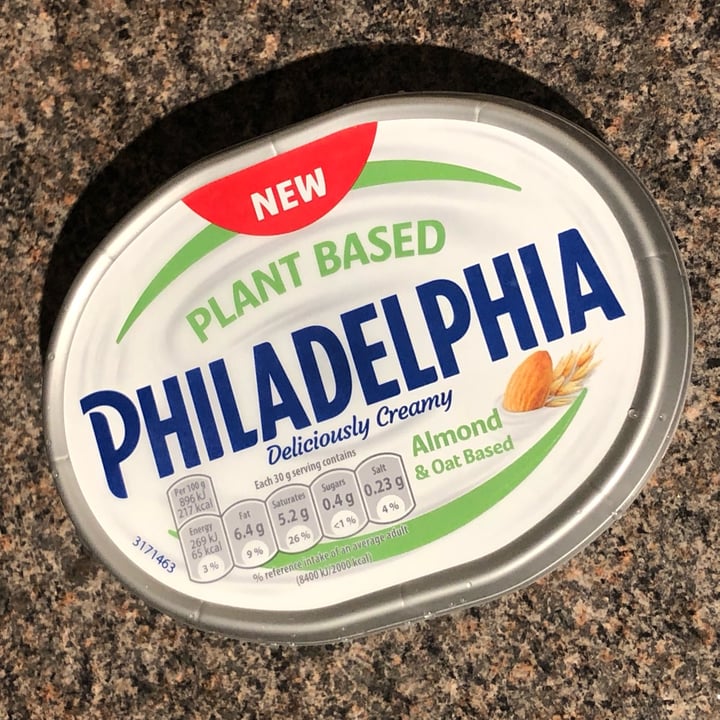 NEW
PLANT BASED
PHILADELPHIA
Deliciously Creamy
Almond
& Oat Based
Each 30 g serving contains
Per 100 g
896 kJ
217 kcal
Energy
269 kJ
65 kcal
3 %
Fat
6.4 g
9 %
Saturates
5.2 g
26 %
Sugars
0.4 g
<1 %
Salt
0.23 g
4 %
% reference intake of an average adult
(8400 kJ/2000 kcal)
3171463